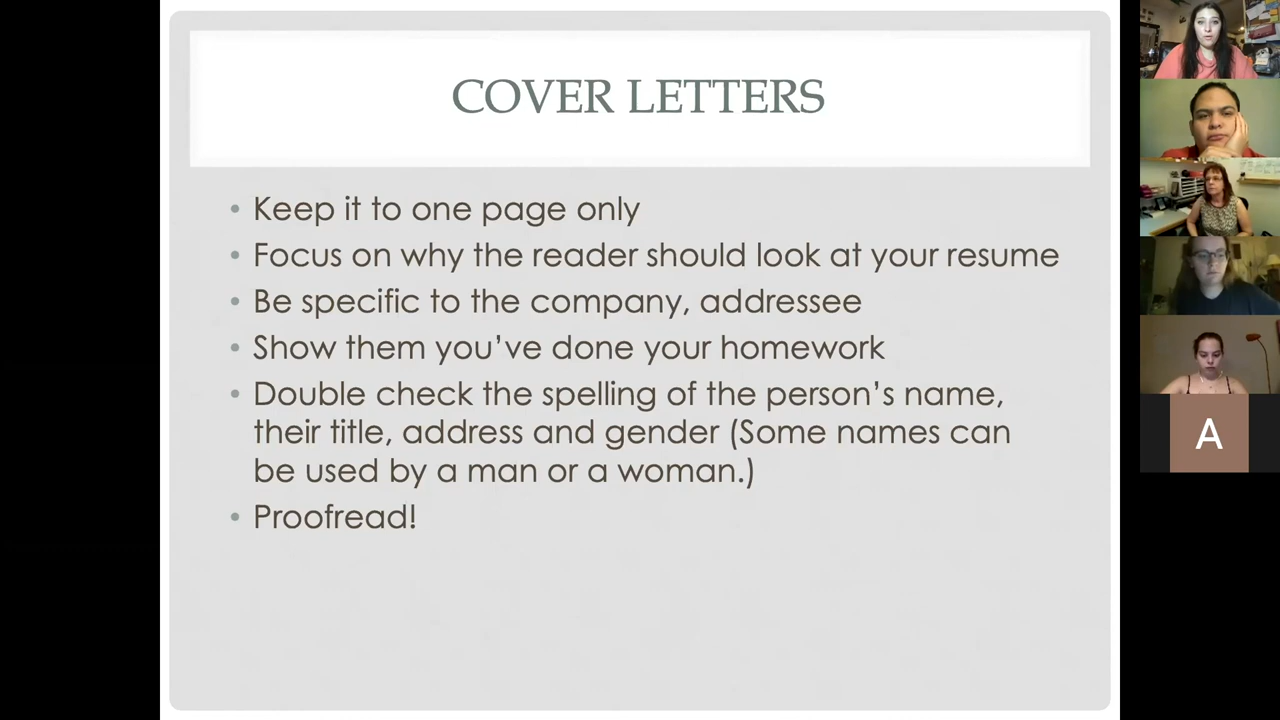 COVER LETTERS
• Keep it to one page only
• Focus on why the reader should look at your resume
• Be specific to the company, addressee
• Show them you’ve done your homework
• Double check the spelling of the person’s name,
their title, address and gender (Some names can
be used by a man or a woman.)
• Proofread!
A